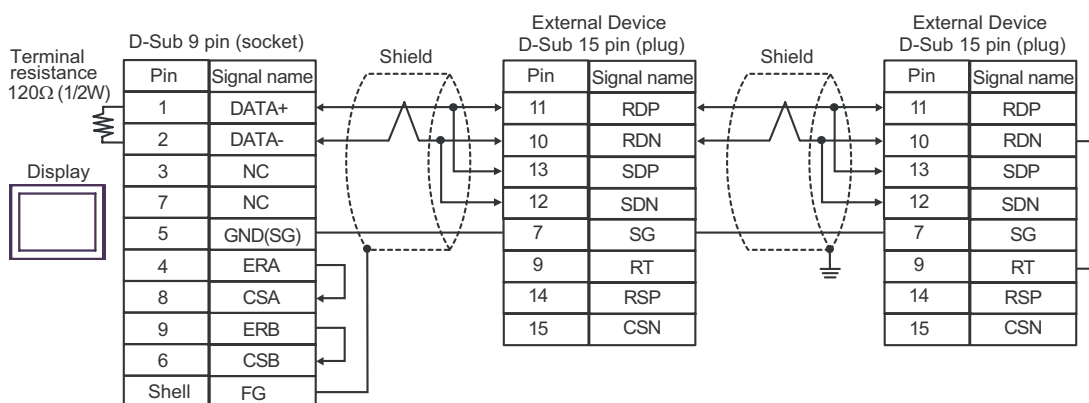 Terminal
resistance
120Ω (1/2W)
Display
D-Sub 9 pin (socket)
Pin Signal name
1 DATA+
2 DATA-
3 NC
7 NC
5 GND(SG)
4 ERA
8 CSA
9 ERB
6 CSB
Shell FG
Shield
External Device
D-Sub 15 pin (plug)
Pin Signal name
11 RDP
10 RDN
13 SDP
12 SDN
7 SG
9 RT
14 RSP
15 CSN
Shield
External Device
D-Sub 15 pin (plug)
Pin Signal name
11 RDP
10 RDN
13 SDP
12 SDN
7 SG
9 RT
14 RSP
15 CSN